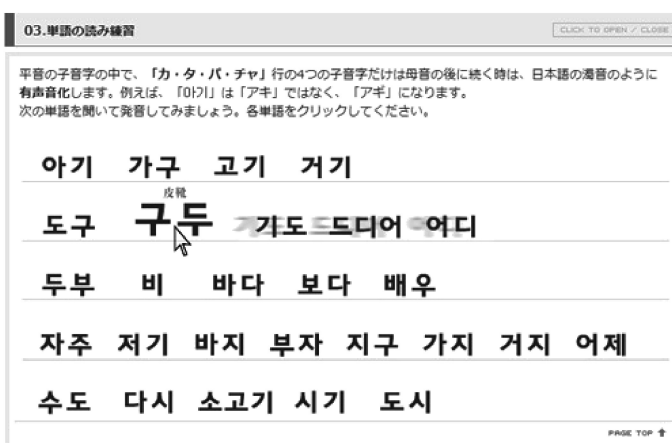 03.単語の読み練習 CLICK TO OPEN / CLOSE
平音の子音字の中で、「カ・タ・パ・チャ」行の4つの子音字だけは母音の後に続く時は、日本語の濁音のように
有声音化します。例えば、「아기」は「アキ」ではなく、「アギ」になります。
次の単語を聞いて発音してみましょう。各単語をクリックしてください。
아기 가구 고기 거기
皮靴
도구 구두 기도 드디어 어디
두부 비 바다 보다 배우
자주 저기 바지 부자 지구 가지 거지 어제
수도 다시 소고기 시기 도시
PAGE TOP